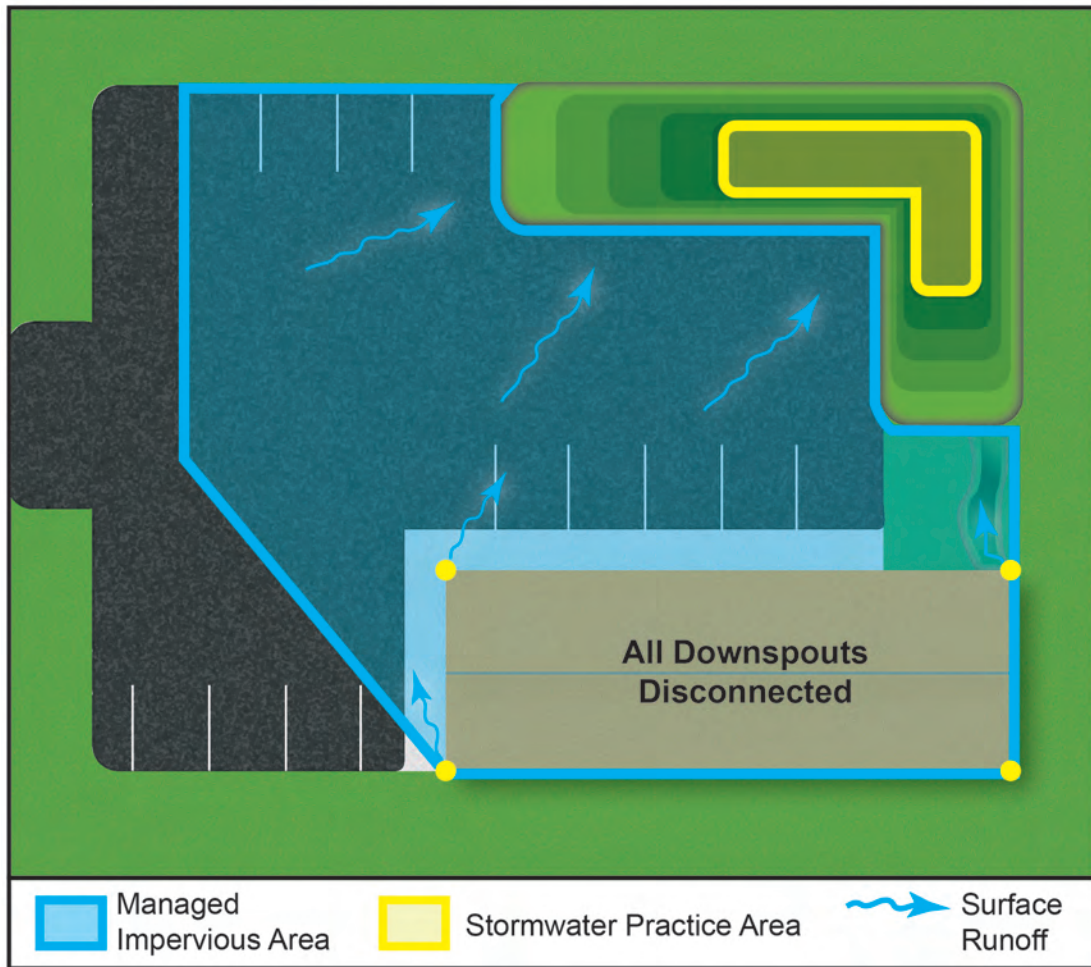 All Downspouts
Disconnected
Managed
Impervious Area
Stormwater Practice Area
Surface
Runoff